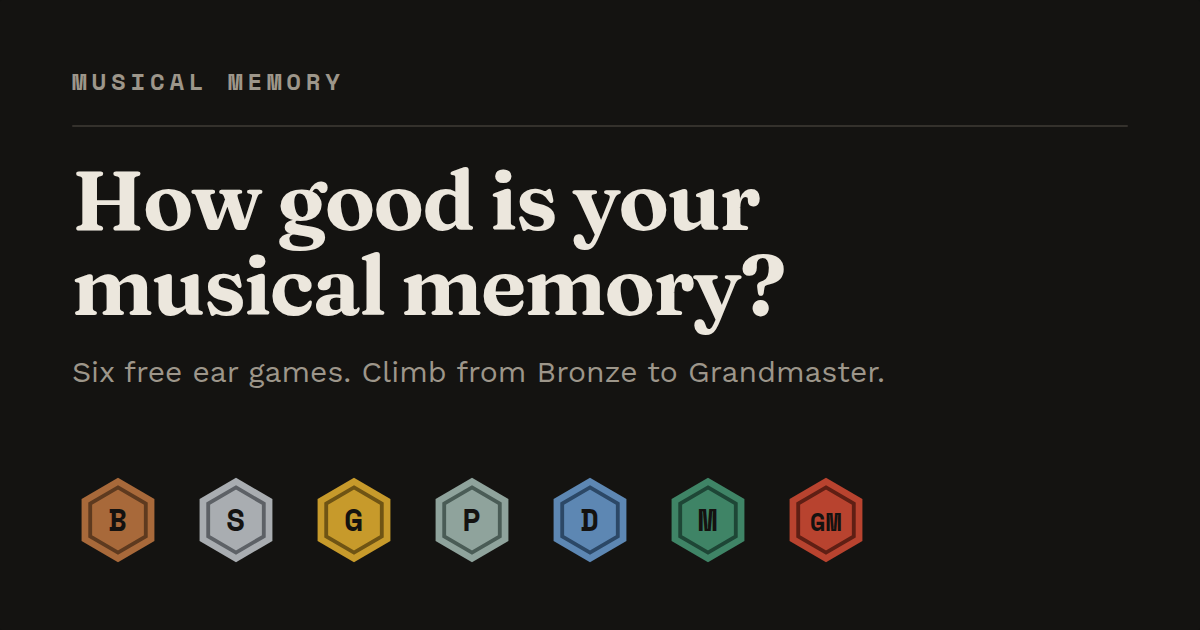 MUSICAL MEMORY
How good is your
musical memory?
Six free ear games. Climb from Bronze to Grandmaster.
B S G P D M GM